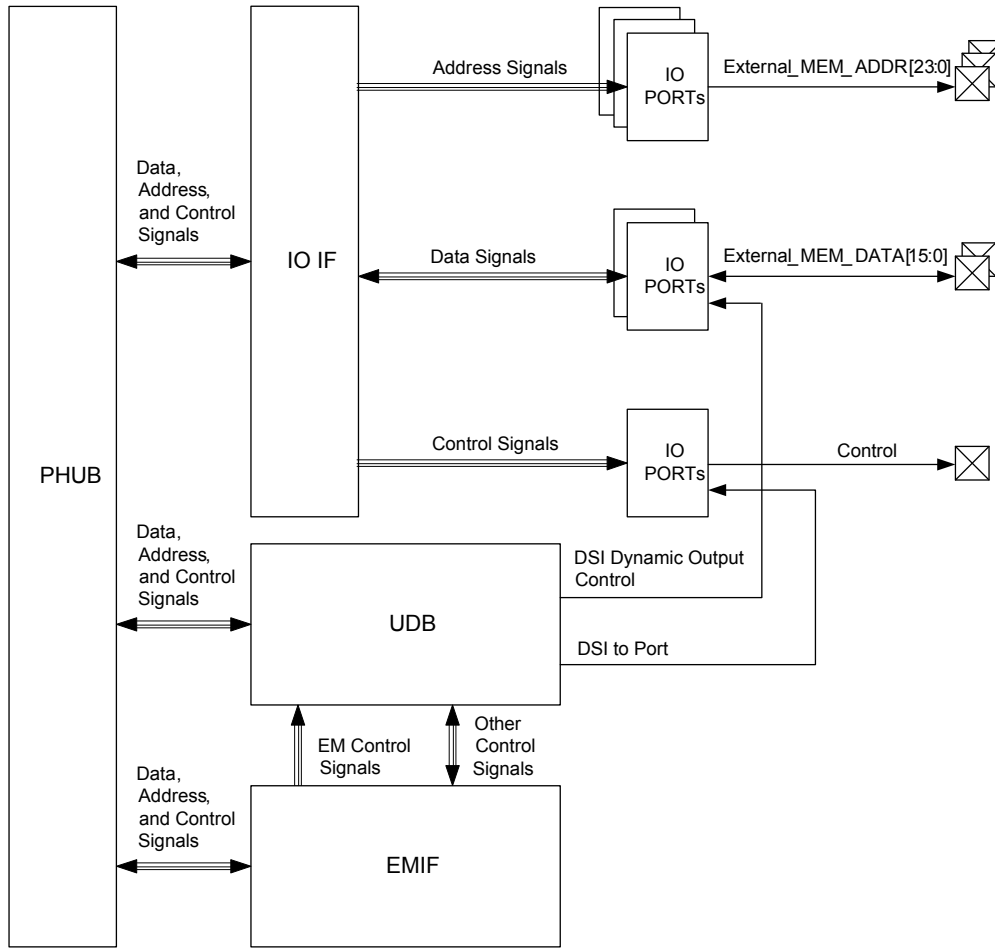 Address Signals
IO
PORTs
External_MEM_ADDR[23:0]
Data,
Address,
and Control
Signals
IO IF
Data Signals
IO
PORTs
External_MEM_DATA[15:0]
Control Signals
IO
PORTs
Control
PHUB
Data,
Address,
and Control
Signals
UDB
DSI Dynamic Output
Control
DSI to Port
EM Control
Signals
Other
Control
Signals
Data,
Address,
and Control
Signals
EMIF